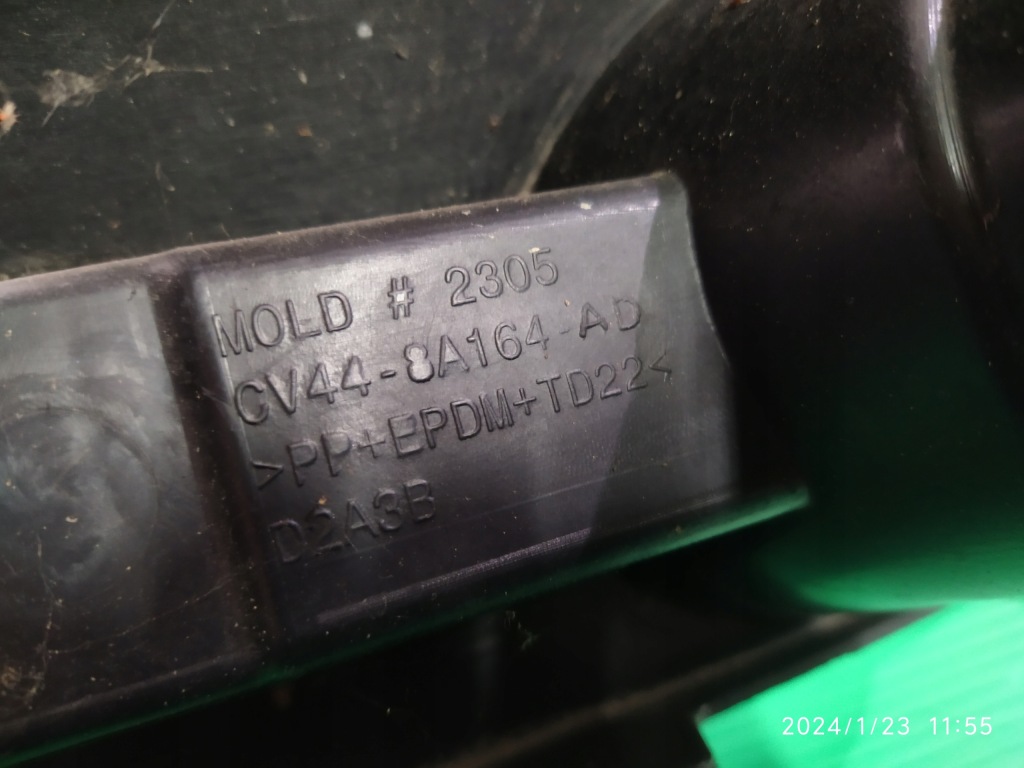 MOLD # 2305
CV44-8A164-AD
>PP+EPDM+TD22<
D2A3B
2024/1/23 11:55